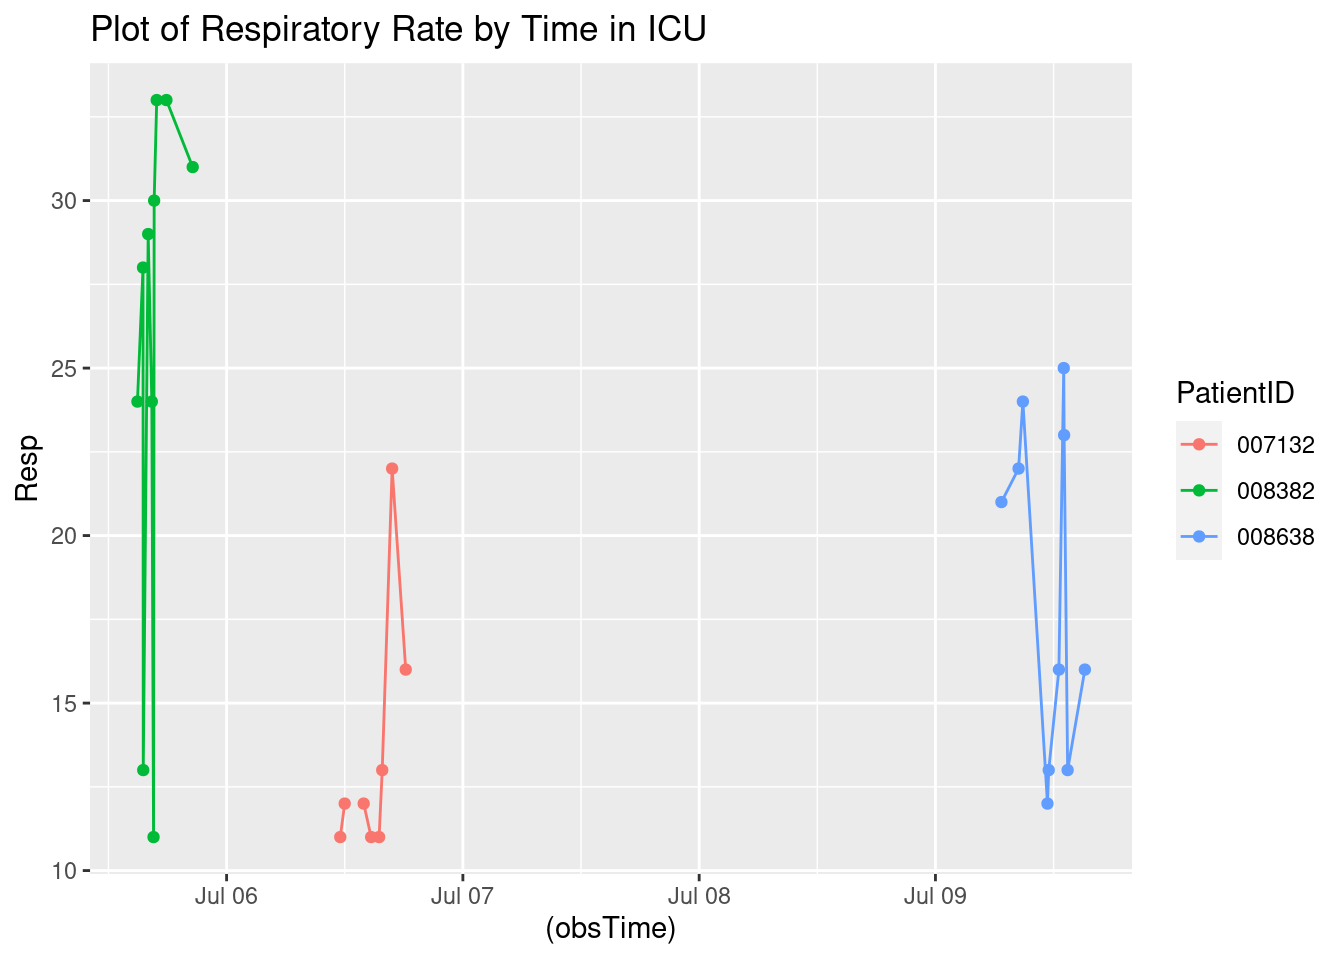 Plot of Respiratory Rate by Time in ICU
Resp
30
25
20
15
10
Jul 06 Jul 07 Jul 08 Jul 09
(obsTime)
PatientID
007132
008382
008638